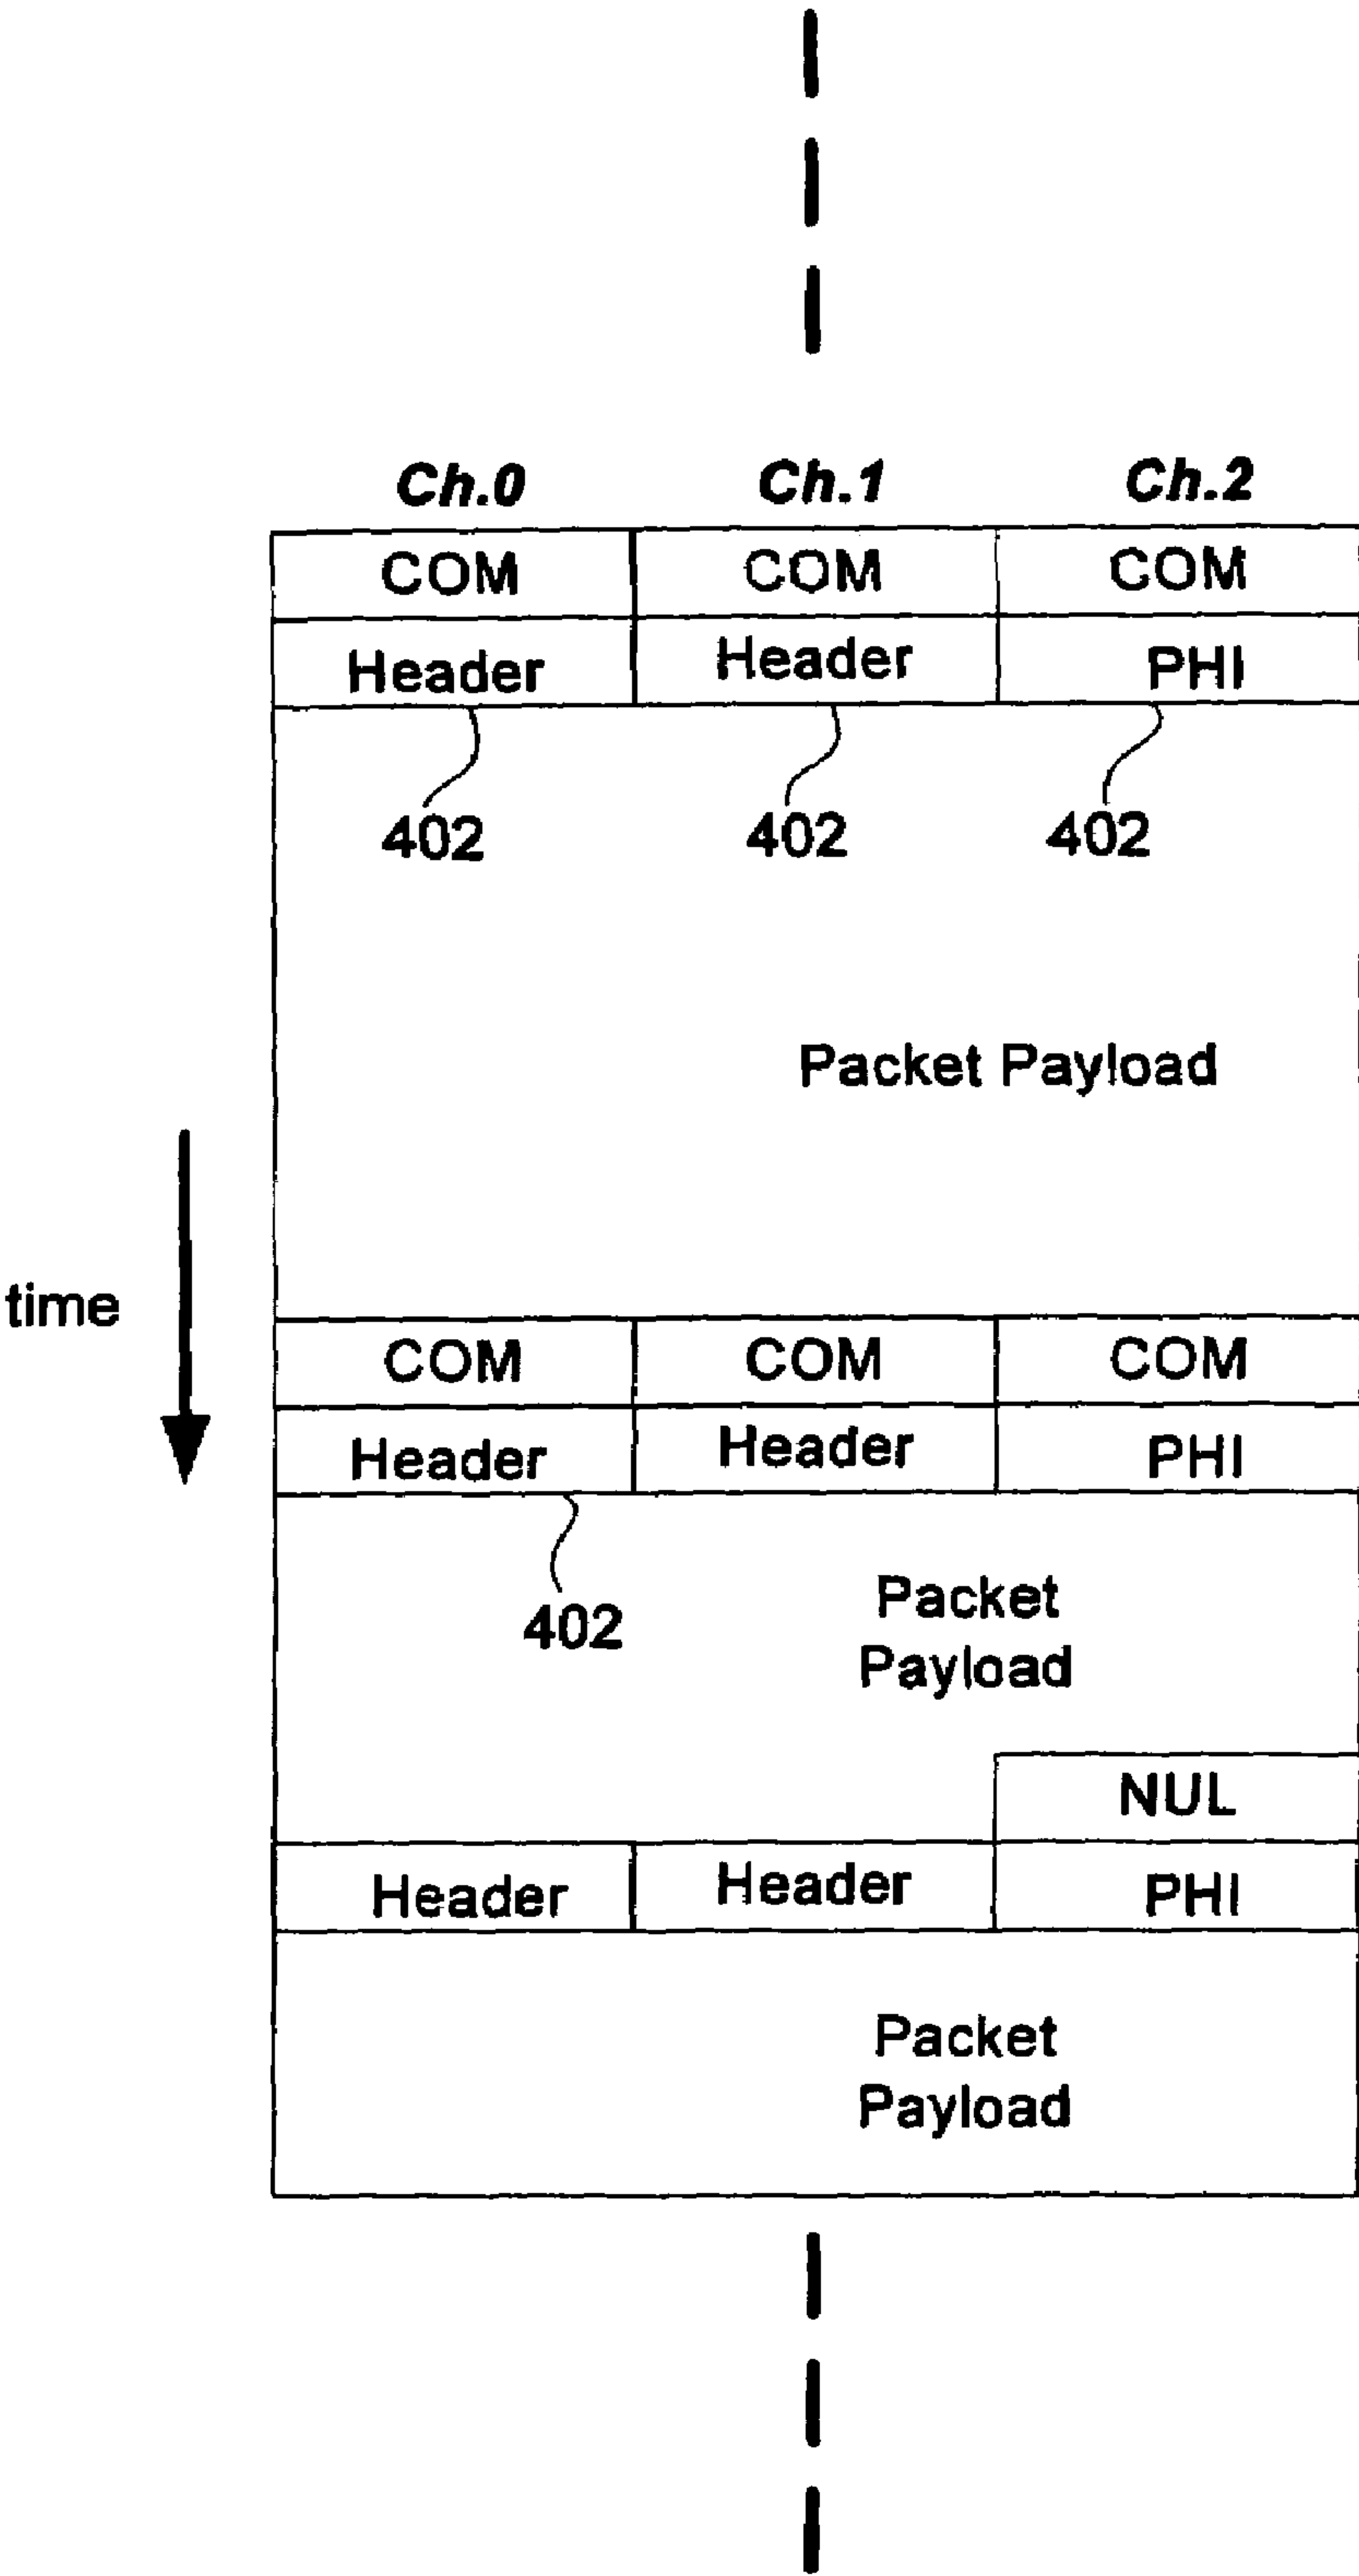 Ch.0 Ch.1 Ch.2
COM COM COM
Header Header PHI
402 402 402
Packet Payload
time
COM COM COM
Header Header PHI
402
Packet
Payload
NUL
Header Header PHI
Packet
Payload